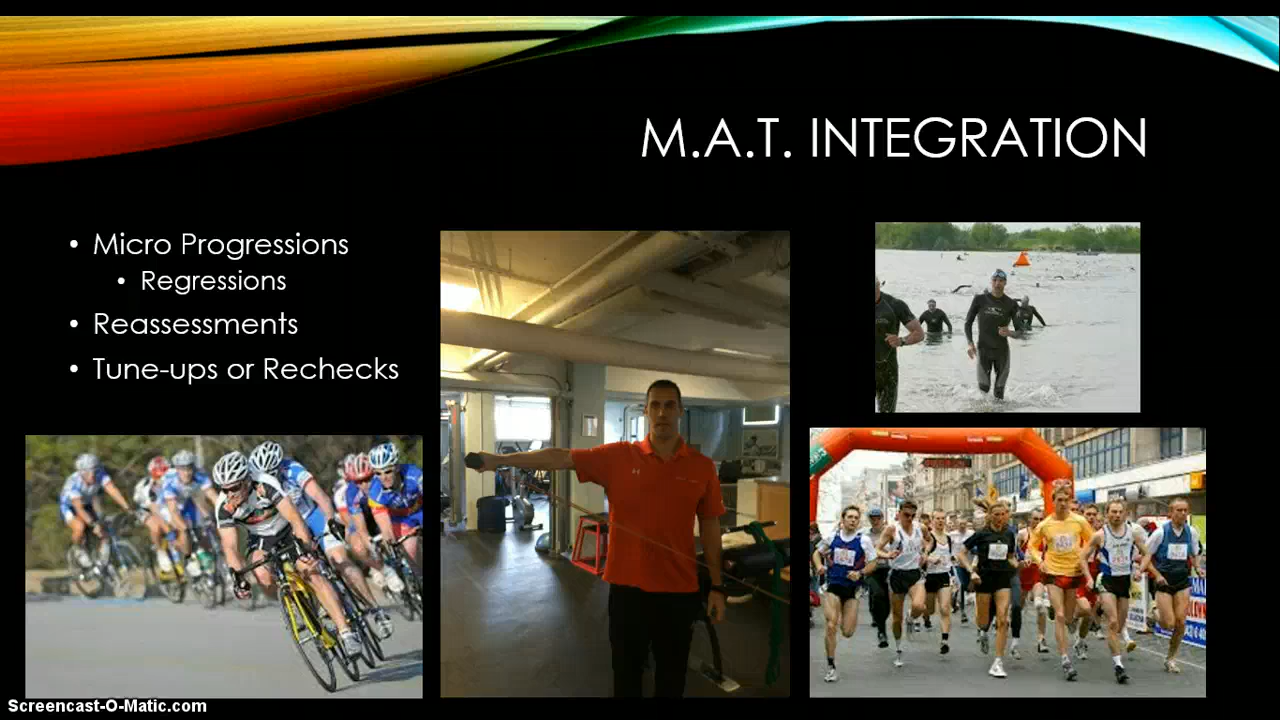 M.A.T. INTEGRATION
• Micro Progressions
• Regressions
• Reassessments
• Tune-ups or Rechecks
Screencast-O-Matic.com